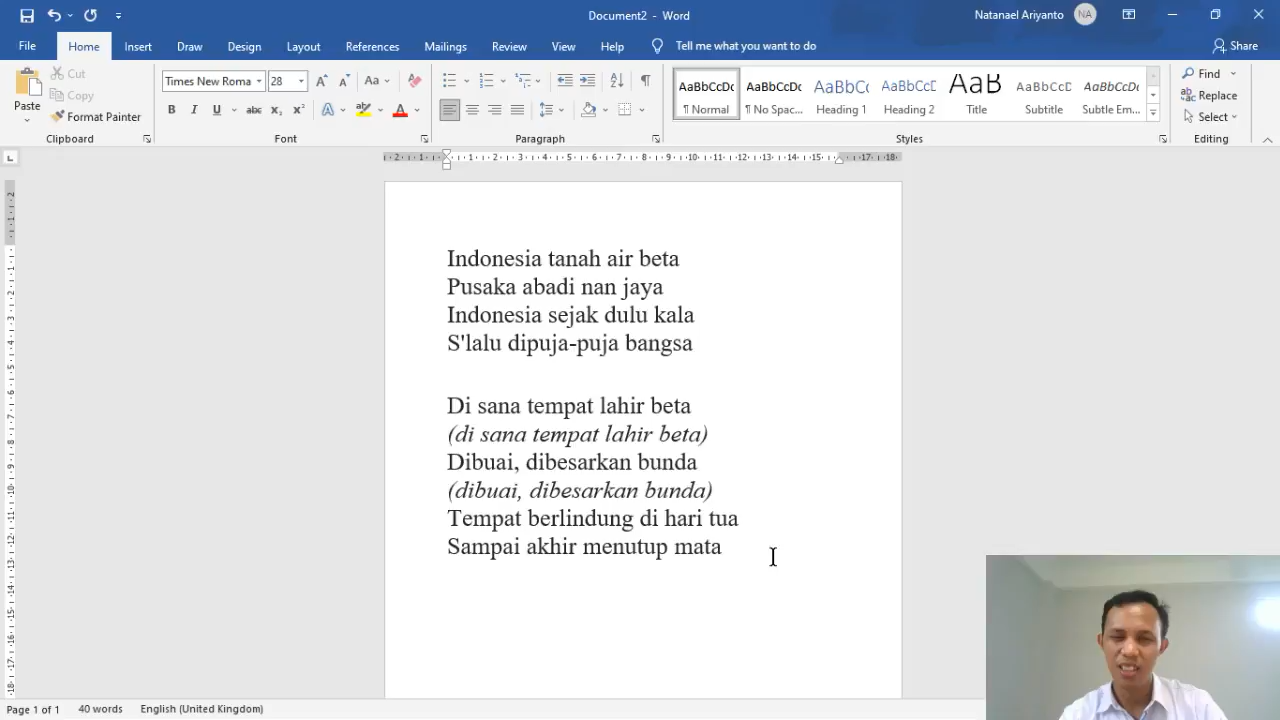 Document2 - Word
Natanael Ariyanto
NA
File Home Insert Draw Design Layout References Mailings Review View Help Tell me what you want to do
Share
Paste
Cut
Copy
Format Painter
Clipboard
Times New Roma 28
Font
Paragraph
AaBbCcDc
¶ Normal
AaBbCcDc
¶ No Spac...
AaBbCc
Heading 1
AaBbCcD
Heading 2
AaB
Title
AaBbCcD
Subtitle
AaBbCcDc
Subtle Em...
Styles
Find
Replace
Select
Editing
Indonesia tanah air beta
Pusaka abadi nan jaya
Indonesia sejak dulu kala
S'lalu dipuja-puja bangsa
Di sana tempat lahir beta
(di sana tempat lahir beta)
Dibuai, dibesarkan bunda
(dibuai, dibesarkan bunda)
Tempat berlindung di hari tua
Sampai akhir menutup mata
Page 1 of 1 40 words English (United Kingdom)